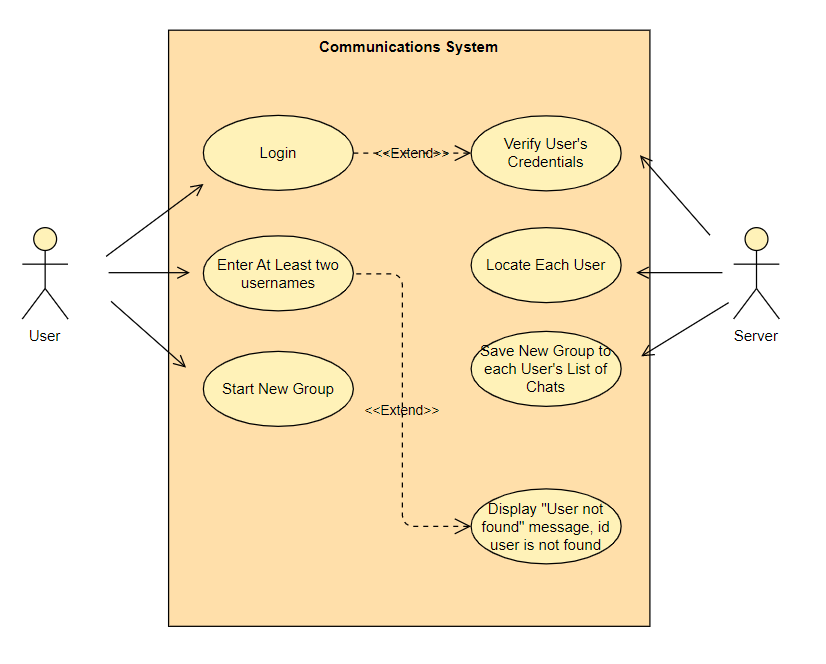 Communications System
Login
<<Extend>>
Verify User's
Credentials
Enter At Least two
usernames
Locate Each User
User
Server
Start New Group
Save New Group to
each User's List of
Chats
<<Extend>>
Display "User not
found" message, id
user is not found